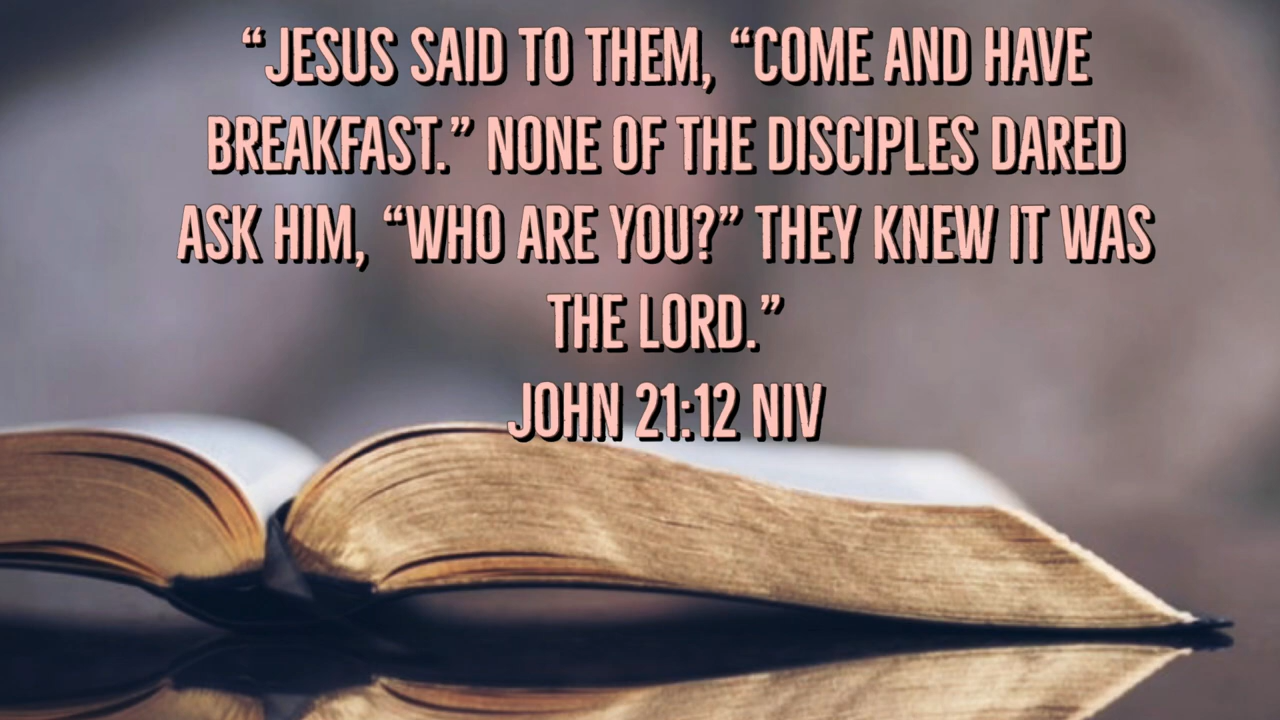 “JESUS SAID TO THEM, “COME AND HAVE
BREAKFAST.” NONE OF THE DISCIPLES DARED
ASK HIM, “WHO ARE YOU?” THEY KNEW IT WAS
THE LORD.”
JOHN 21:12 NIV